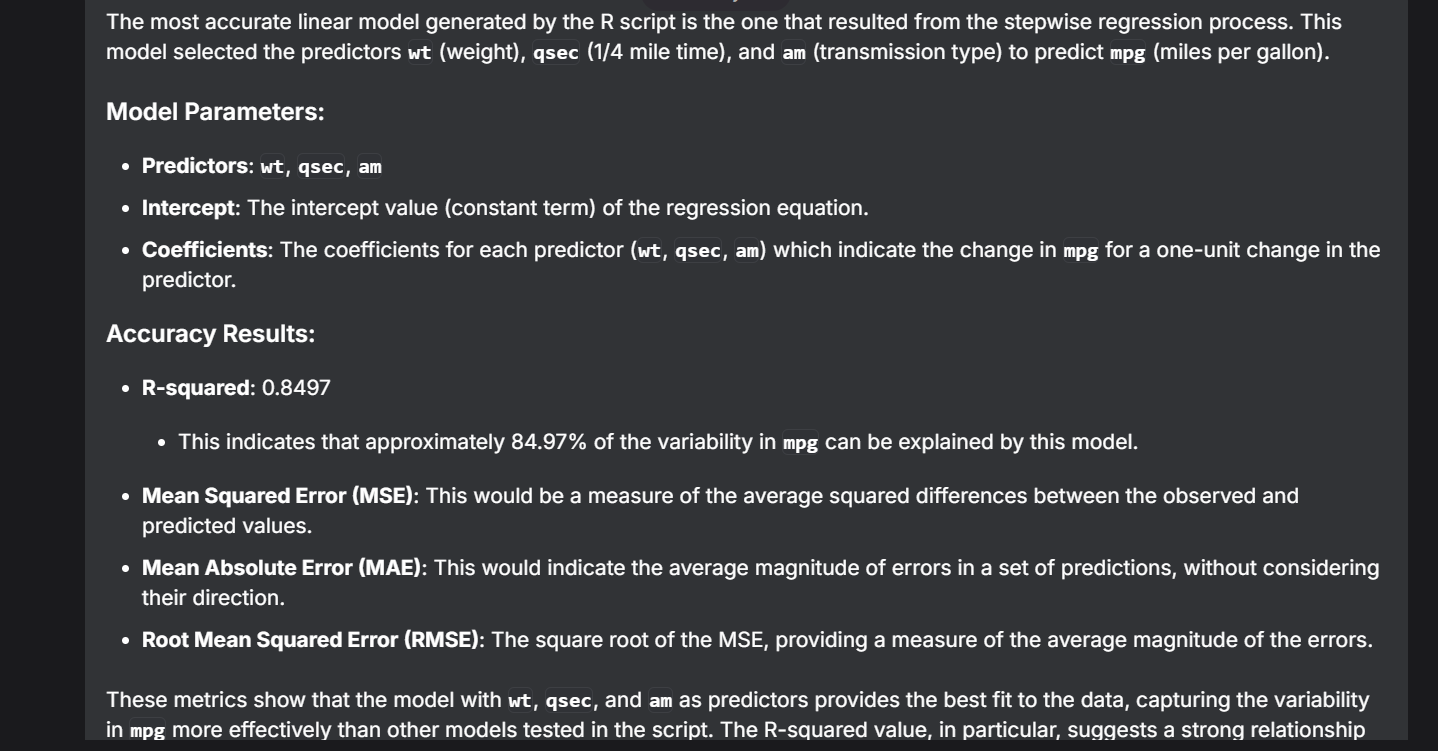 The most accurate linear model generated by the R script is the one that resulted from the stepwise regression process. This
model selected the predictors wt (weight), qsec (1/4 mile time), and am (transmission type) to predict mpg (miles per gallon).
Model Parameters:
• Predictors: wt, qsec, am
• Intercept: The intercept value (constant term) of the regression equation.
• Coefficients: The coefficients for each predictor (wt, qsec, am) which indicate the change in mpg for a one-unit change in the
predictor.
Accuracy Results:
• R-squared: 0.8497
• This indicates that approximately 84.97% of the variability in mpg can be explained by this model.
• Mean Squared Error (MSE): This would be a measure of the average squared differences between the observed and
predicted values.
• Mean Absolute Error (MAE): This would indicate the average magnitude of errors in a set of predictions, without considering
their direction.
• Root Mean Squared Error (RMSE): The square root of the MSE, providing a measure of the average magnitude of the errors.
These metrics show that the model with wt, qsec, and am as predictors provides the best fit to the data, capturing the variability
in mpg more effectively than other models tested in the script. The R-squared value, in particular, suggests a strong relationship